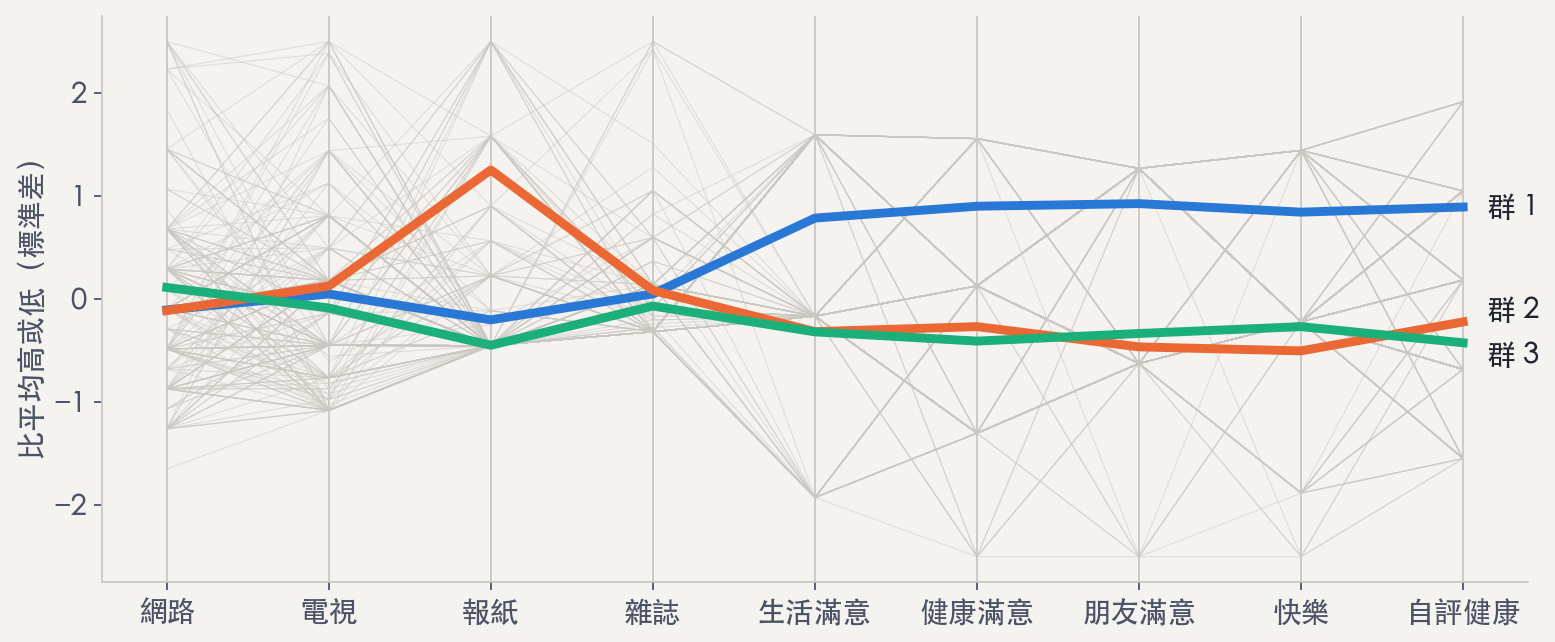 比平均高或低（標準差）
2
1
0
−1
−2
群 1
群 2
群 3
網路
電視
報紙
雜誌
生活滿意
健康滿意
朋友滿意
快樂
自評健康